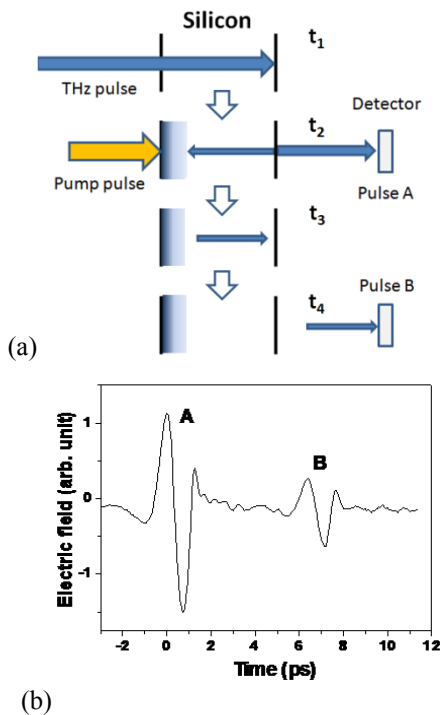 Silicon
t1
THz pulse
Detector
t2
Pump pulse
Pulse A
t3
Pulse B
t4
(a)
A
B
1
0
-1
Electric field (arb. unit)
-2 0 2 4 6 8 10 12
Time (ps)
(b)